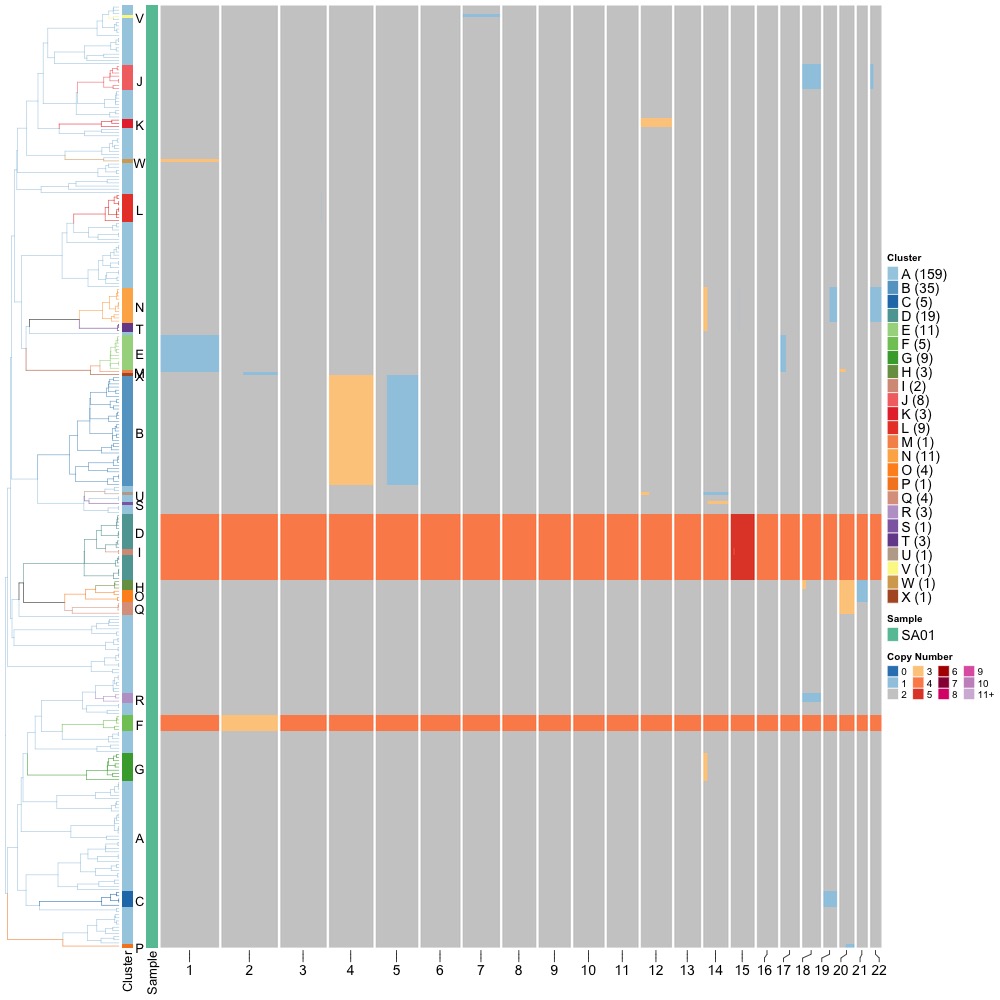 V
J
K
W
L
N
T
E
M
X
B
U
S
D
I
H
O
Q
R
F
G
A
C
P
Cluster
Sample
1 2 3 4 5 6 7 8 9 10 11 12 13 14 15 16 17 18 19 20 21 22
Cluster
A (159)
B (35)
C (5)
D (19)
E (11)
F (5)
G (9)
H (3)
I (2)
J (8)
K (3)
L (9)
M (1)
N (11)
O (4)
P (1)
Q (4)
R (3)
S (1)
T (3)
U (1)
V (1)
W (1)
X (1)
Sample
SA01
Copy Number
0 3 6 9
1 4 7 10
2 5 8 11+